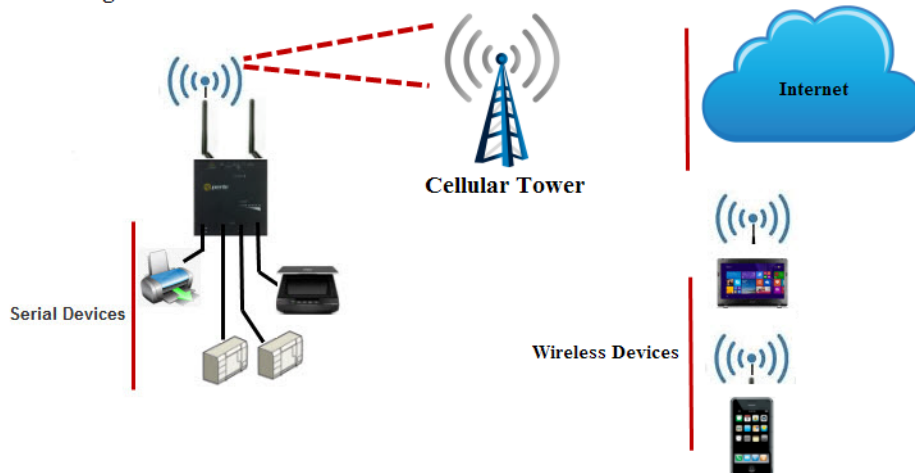 Internet
Cellular Tower
Serial Devices
Wireless Devices